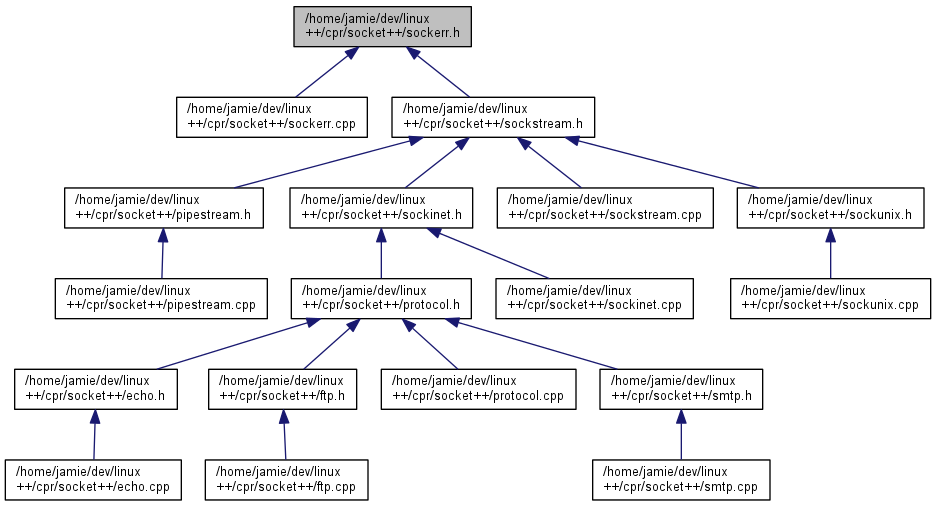 /home/jamie/dev/linux
++/cpr/socket++/sockerr.h
/home/jamie/dev/linux
++/cpr/socket++/sockerr.cpp
/home/jamie/dev/linux
++/cpr/socket++/sockstream.h
/home/jamie/dev/linux
++/cpr/socket++/pipestream.h
/home/jamie/dev/linux
++/cpr/socket++/sockinet.h
/home/jamie/dev/linux
++/cpr/socket++/sockstream.cpp
/home/jamie/dev/linux
++/cpr/socket++/sockunix.h
/home/jamie/dev/linux
++/cpr/socket++/pipestream.cpp
/home/jamie/dev/linux
++/cpr/socket++/protocol.h
/home/jamie/dev/linux
++/cpr/socket++/sockinet.cpp
/home/jamie/dev/linux
++/cpr/socket++/sockunix.cpp
/home/jamie/dev/linux
++/cpr/socket++/echo.h
/home/jamie/dev/linux
++/cpr/socket++/ftp.h
/home/jamie/dev/linux
++/cpr/socket++/protocol.cpp
/home/jamie/dev/linux
++/cpr/socket++/smtp.h
/home/jamie/dev/linux
++/cpr/socket++/echo.cpp
/home/jamie/dev/linux
++/cpr/socket++/ftp.cpp
/home/jamie/dev/linux
++/cpr/socket++/smtp.cpp